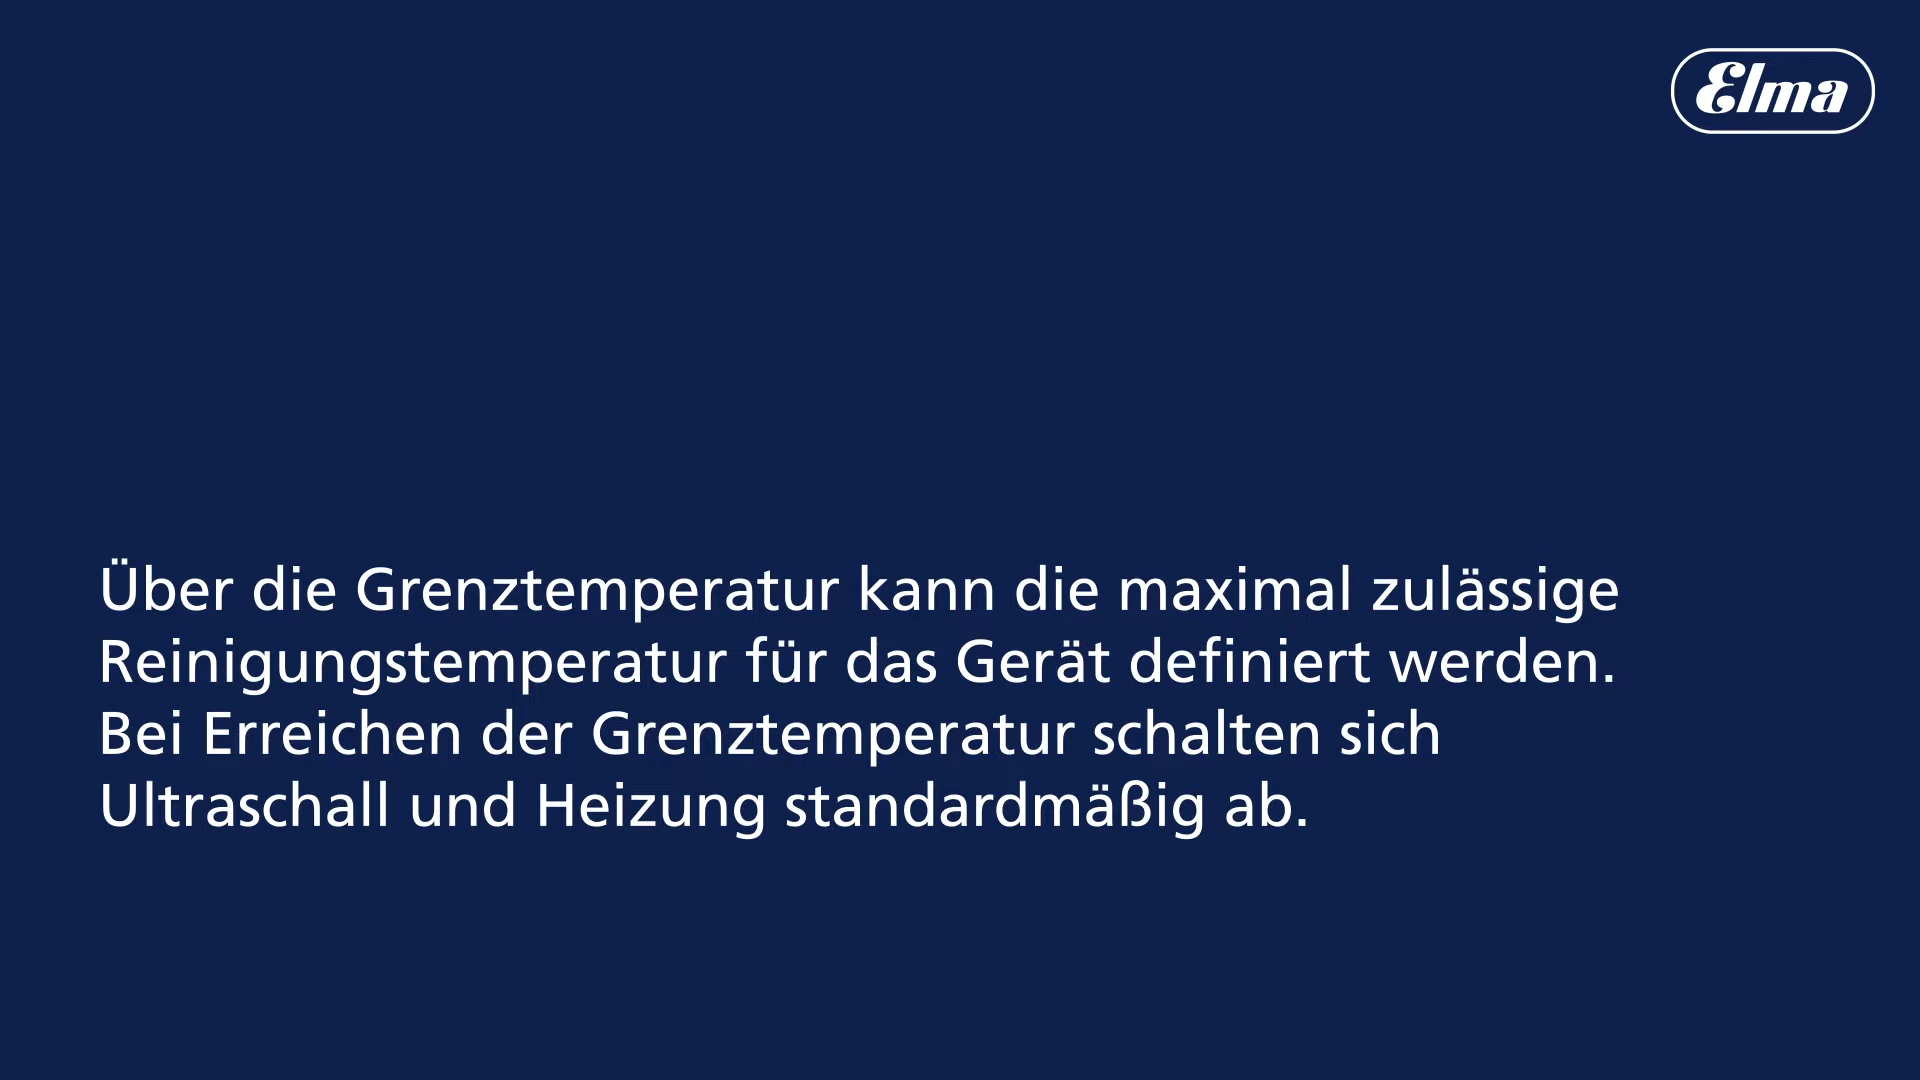 Elma
Über die Grenztemperatur kann die maximal zulässige
Reinigungstemperatur für das Gerät definiert werden.
Bei Erreichen der Grenztemperatur schalten sich
Ultraschall und Heizung standardmäßig ab.